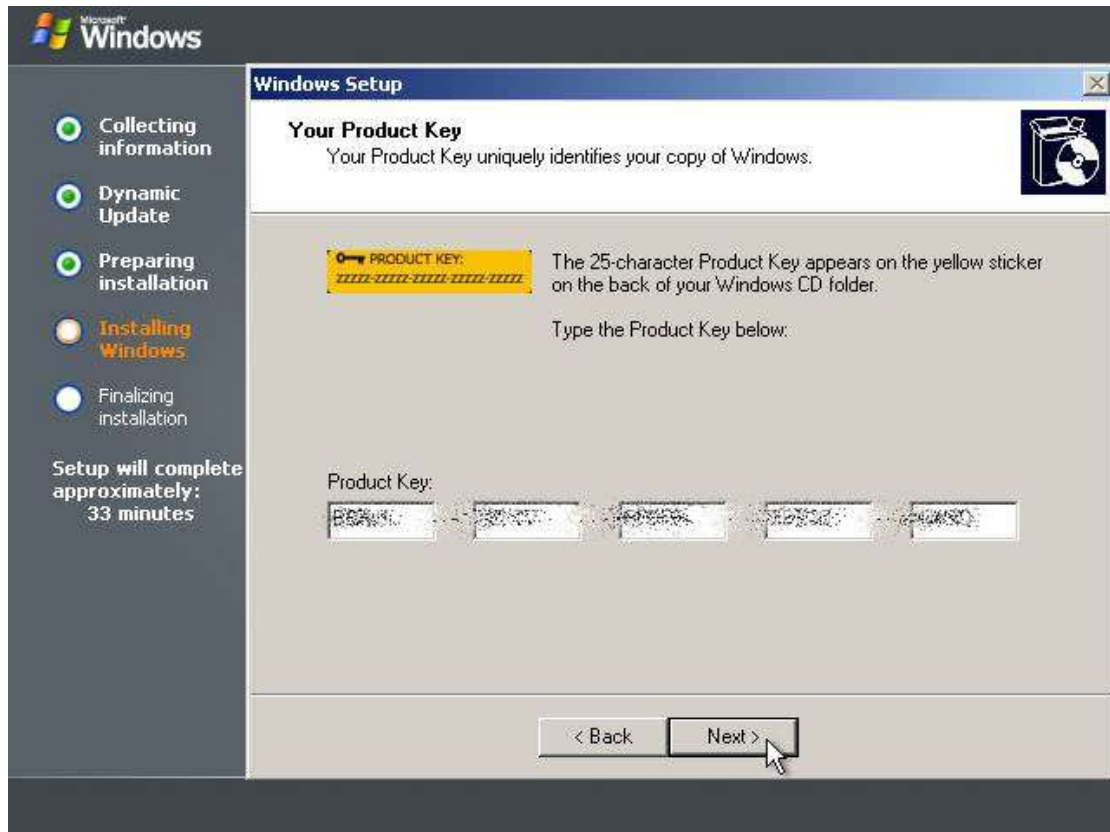 Microsoft
Windows
Windows Setup
Collecting
information
Dynamic
Update
Preparing
installation
Installing
Windows
Finalizing
installation
Setup will complete
approximately:
33 minutes
Your Product Key
Your Product Key uniquely identifies your copy of Windows.
PRODUCT KEY:
ZZZZZ-ZZZZZ-ZZZZZ-ZZZZZ-ZZZZZ
The 25-character Product Key appears on the yellow sticker
on the back of your Windows CD folder.
Type the Product Key below:
Product Key:
< Back
Next >